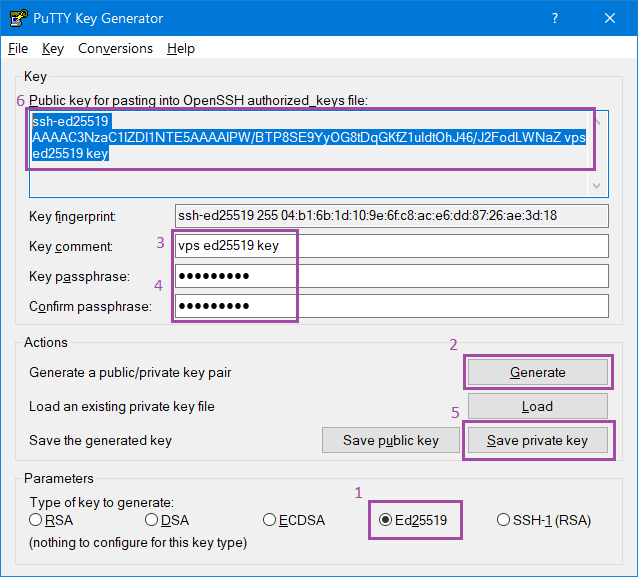 PuTTY Key Generator
File Key Conversions Help
Key
6 Public key for pasting into OpenSSH authorized_keys file:
ssh-ed25519
AAAAC3NzaC1lZDI1NTE5AAAAIPW/BTP8SE9YyOG8tDqGKfZ1uldtOhJ46/J2FodLWNaZ vps
ed25519 key
Key fingerprint: ssh-ed25519 255 04:b1:6b:1d:10:9e:6f:c8:ac:e6:dd:87:26:ae:3d:18
Key comment: 3 vps ed25519 key
Key passphrase: 4 ●●●●●●●●●
Confirm passphrase: ●●●●●●●●●
Actions
2
Generate a public/private key pair Generate
Load an existing private key file 5 Load
Save the generated key Save public key Save private key
Parameters
Type of key to generate: 1
RSA DSA ECDSA Ed25519 SSH-1 (RSA)
(nothing to configure for this key type)